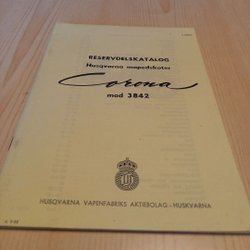 RESERVDELSKATALOG
Husqvarna mopedskoter
Corona
mod 3842
HUSQVARNA VAPENFABRIKS AKTIEBOLAG - HUSKVARNA